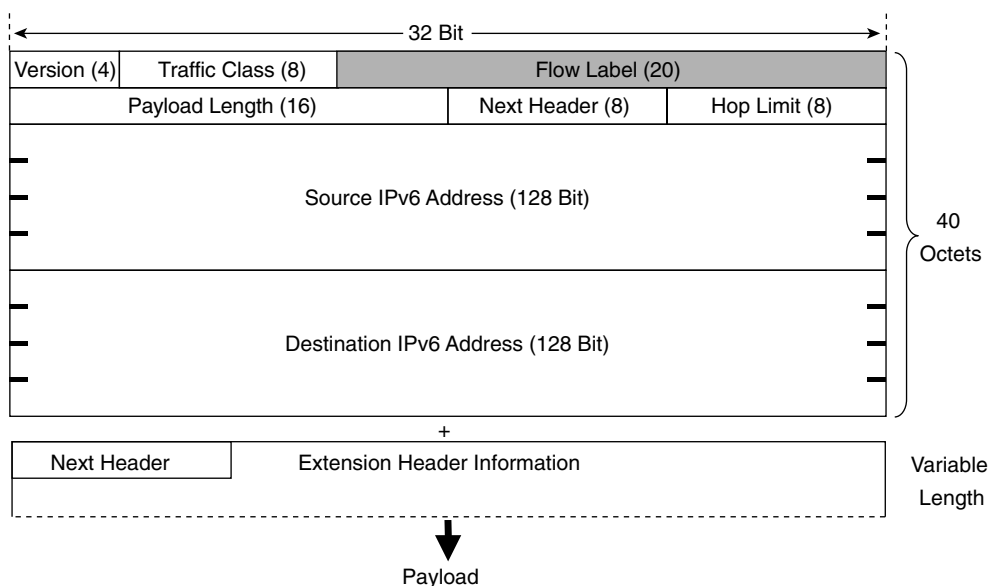 32 Bit
Version (4) Traffic Class (8) Flow Label (20)
Payload Length (16) Next Header (8) Hop Limit (8)
Source IPv6 Address (128 Bit)
40
Octets
Destination IPv6 Address (128 Bit)
+
Next Header Extension Header Information
Variable
Length
Payload